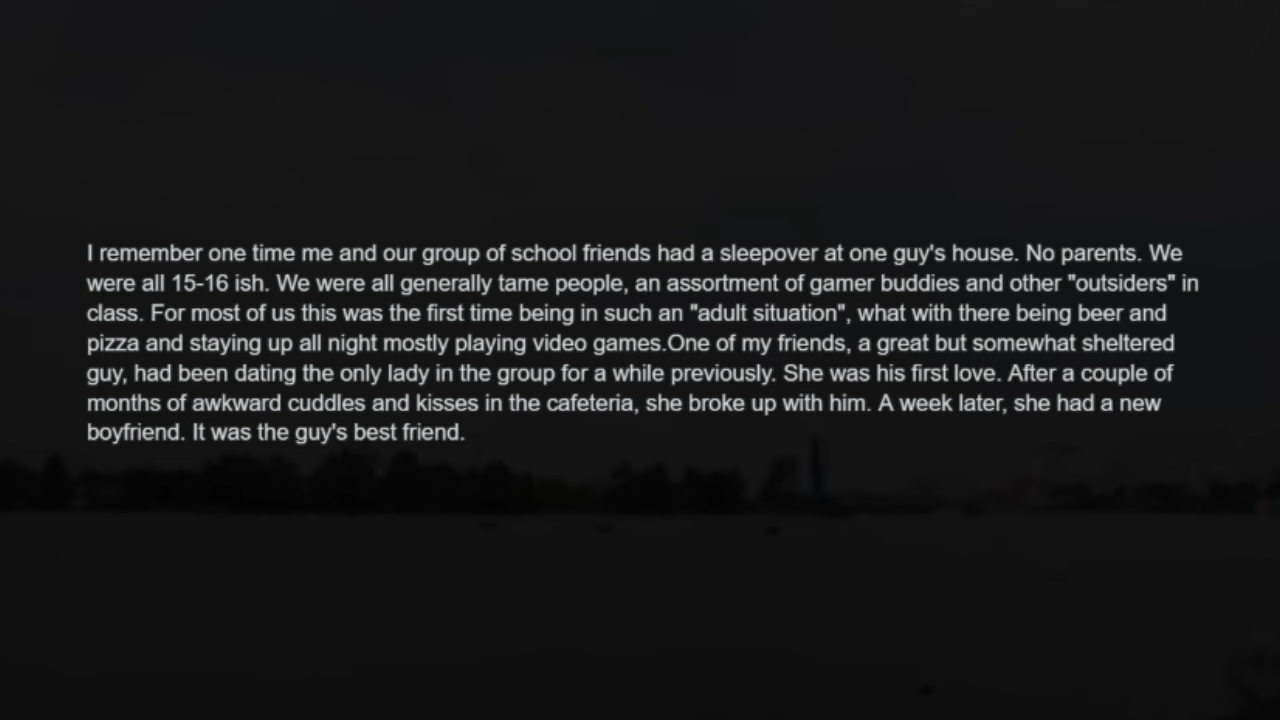 I remember one time me and our group of school friends had a sleepover at one guy's house. No parents. We
were all 15-16 ish. We were all generally tame people, an assortment of gamer buddies and other "outsiders" in
class. For most of us this was the first time being in such an "adult situation", what with there being beer and
pizza and staying up all night mostly playing video games.One of my friends, a great but somewhat sheltered
guy, had been dating the only lady in the group for a while previously. She was his first love. After a couple of
months of awkward cuddles and kisses in the cafeteria, she broke up with him. A week later, she had a new
boyfriend. It was the guy's best friend.